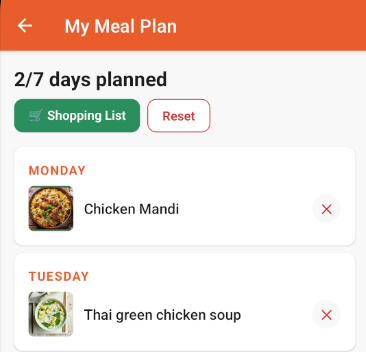 My Meal Plan
2/7 days planned
🛒 Shopping List
Reset
MONDAY
Chicken Mandi
TUESDAY
Thai green chicken soup